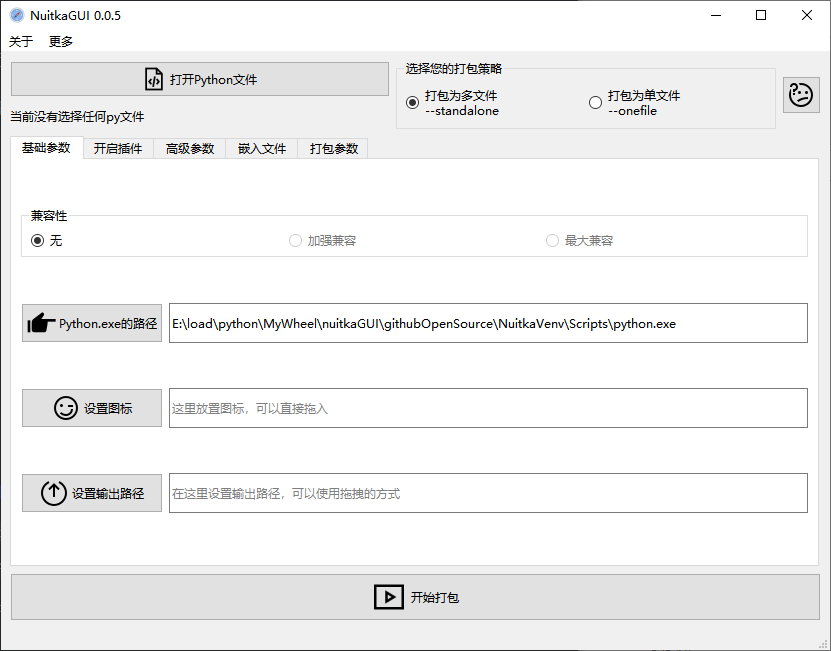 NuitkaGUI 0.0.5
关于 更多
打开Python文件
当前没有选择任何py文件
选择您的打包策略
打包为多文件
--standalone
打包为单文件
--onefile
基础参数 开启插件 高级参数 嵌入文件 打包参数
兼容性
无 加强兼容 最大兼容
Python.exe的路径 E:\load\python\MyWheel\nuitkaGUI\githubOpenSource\NuitkaVenv\Scripts\python.exe
设置图标 这里放置图标，可以直接拖入
设置输出路径 在这里设置输出路径，可以使用拖拽的方式
开始打包